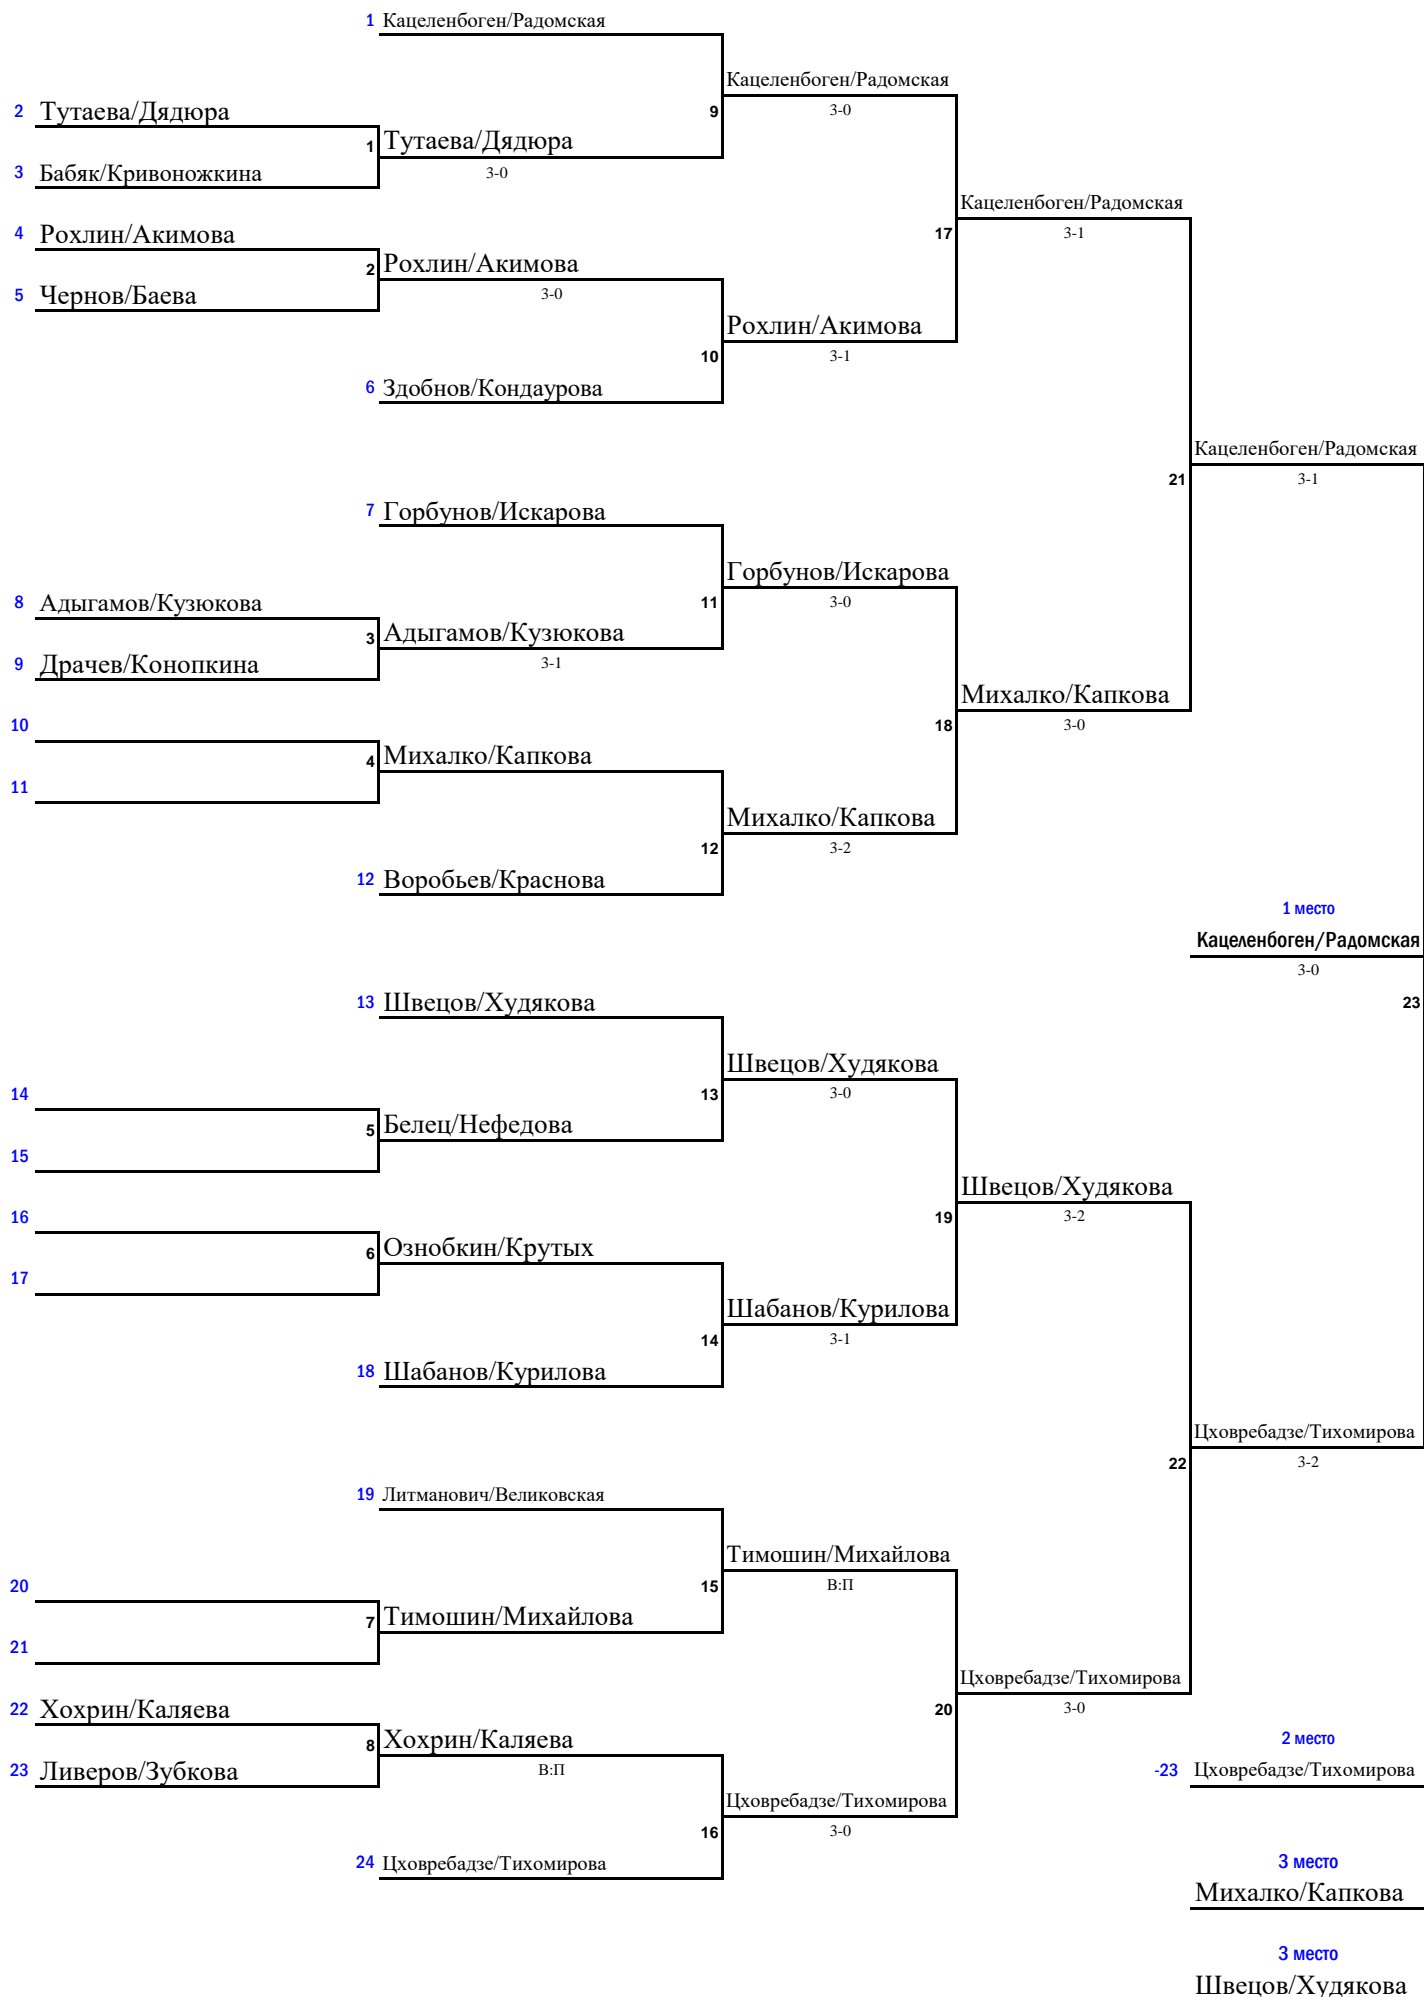 1 Кацеленбоген/Радомская
Кацеленбоген/Радомская
2 Тутаева/Дядюра
9
3-0
1 Тутаева/Дядюра
3 Бабяк/Кривоножкина
3-0
Кацеленбоген/Радомская
4 Рохлин/Акимова
17
3-1
2 Рохлин/Акимова
5 Чернов/Баева
3-0
Рохлин/Акимова
10
3-1
6 Здобнов/Кондаурова
Кацеленбоген/Радомская
21
3-1
7 Горбунов/Искарова
Горбунов/Искарова
8 Адыгамов/Кузюкова
11
3-0
3 Адыгамов/Кузюкова
9 Драчев/Конопкина
3-1
Михалко/Капкова
10
18
3-0
4 Михалко/Капкова
11
Михалко/Капкова
12
3-2
12 Воробьев/Краснова
1 место
Кацеленбоген/Радомская
3-0
13 Швецов/Худякова
23
Швецов/Худякова
14
13
3-0
5 Белец/Нефедова
15
Швецов/Худякова
16
19
3-2
6 Ознобкин/Крутых
17
Шабанов/Курилова
14
3-1
18 Шабанов/Курилова
Цховребадзе/Тихомирова
22
3-2
19 Литманович/Великовская
Тимошин/Михайлова
20
15
В:П
7 Тимошин/Михайлова
21
Цховребадзе/Тихомирова
22 Хохрин/Каляева
20
3-0
8 Хохрин/Каляева
2 место
23 Ливеров/Зубкова
В:П
-23 Цховребадзе/Тихомирова
Цховребадзе/Тихомирова
16
3-0
24 Цховребадзе/Тихомирова
3 место
Михалко/Капкова
3 место
Швецов/Худякова